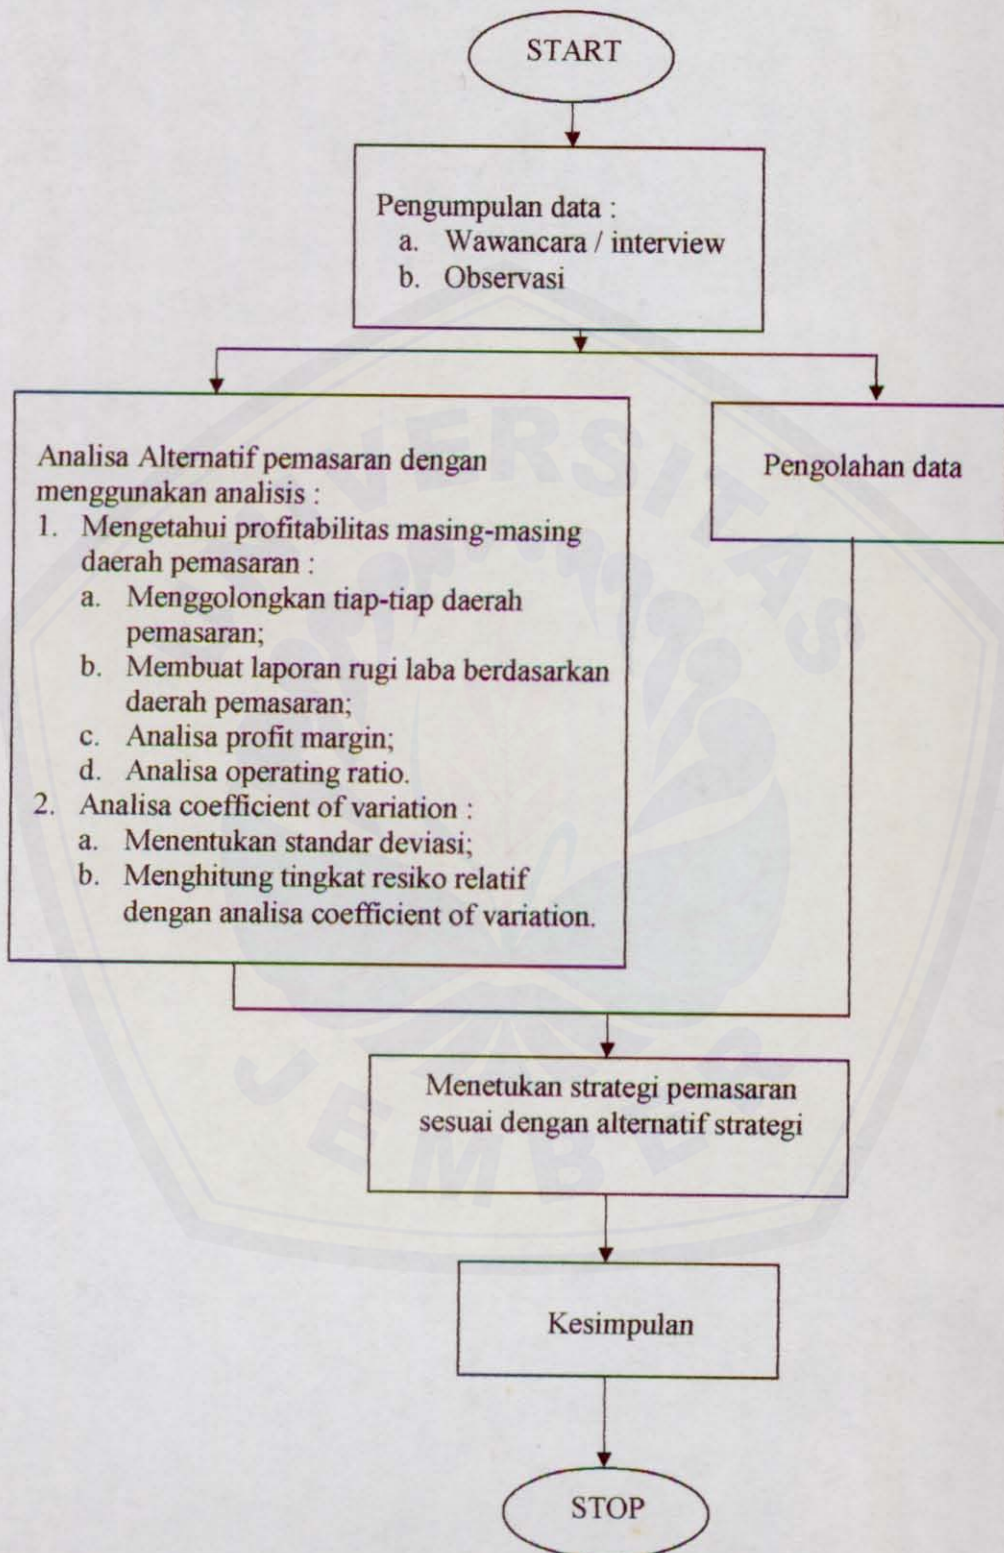 START
Pengumpulan data :
a. Wawancara / interview
b. Observasi
Analisa Alternatif pemasaran dengan
menggunakan analisis :
1. Mengetahui profitabilitas masing-masing
daerah pemasaran :
a. Menggolongkan tiap-tiap daerah
pemasaran;
b. Membuat laporan rugi laba berdasarkan
daerah pemasaran;
c. Analisa profit margin;
d. Analisa operating ratio.
2. Analisa coefficient of variation :
a. Menentukan standar deviasi;
b. Menghitung tingkat resiko relatif
dengan analisa coefficient of variation.
Pengolahan data
Menetukan strategi pemasaran
sesuai dengan alternatif strategi
Kesimpulan
STOP
UNIVERSITAS
JEMBER